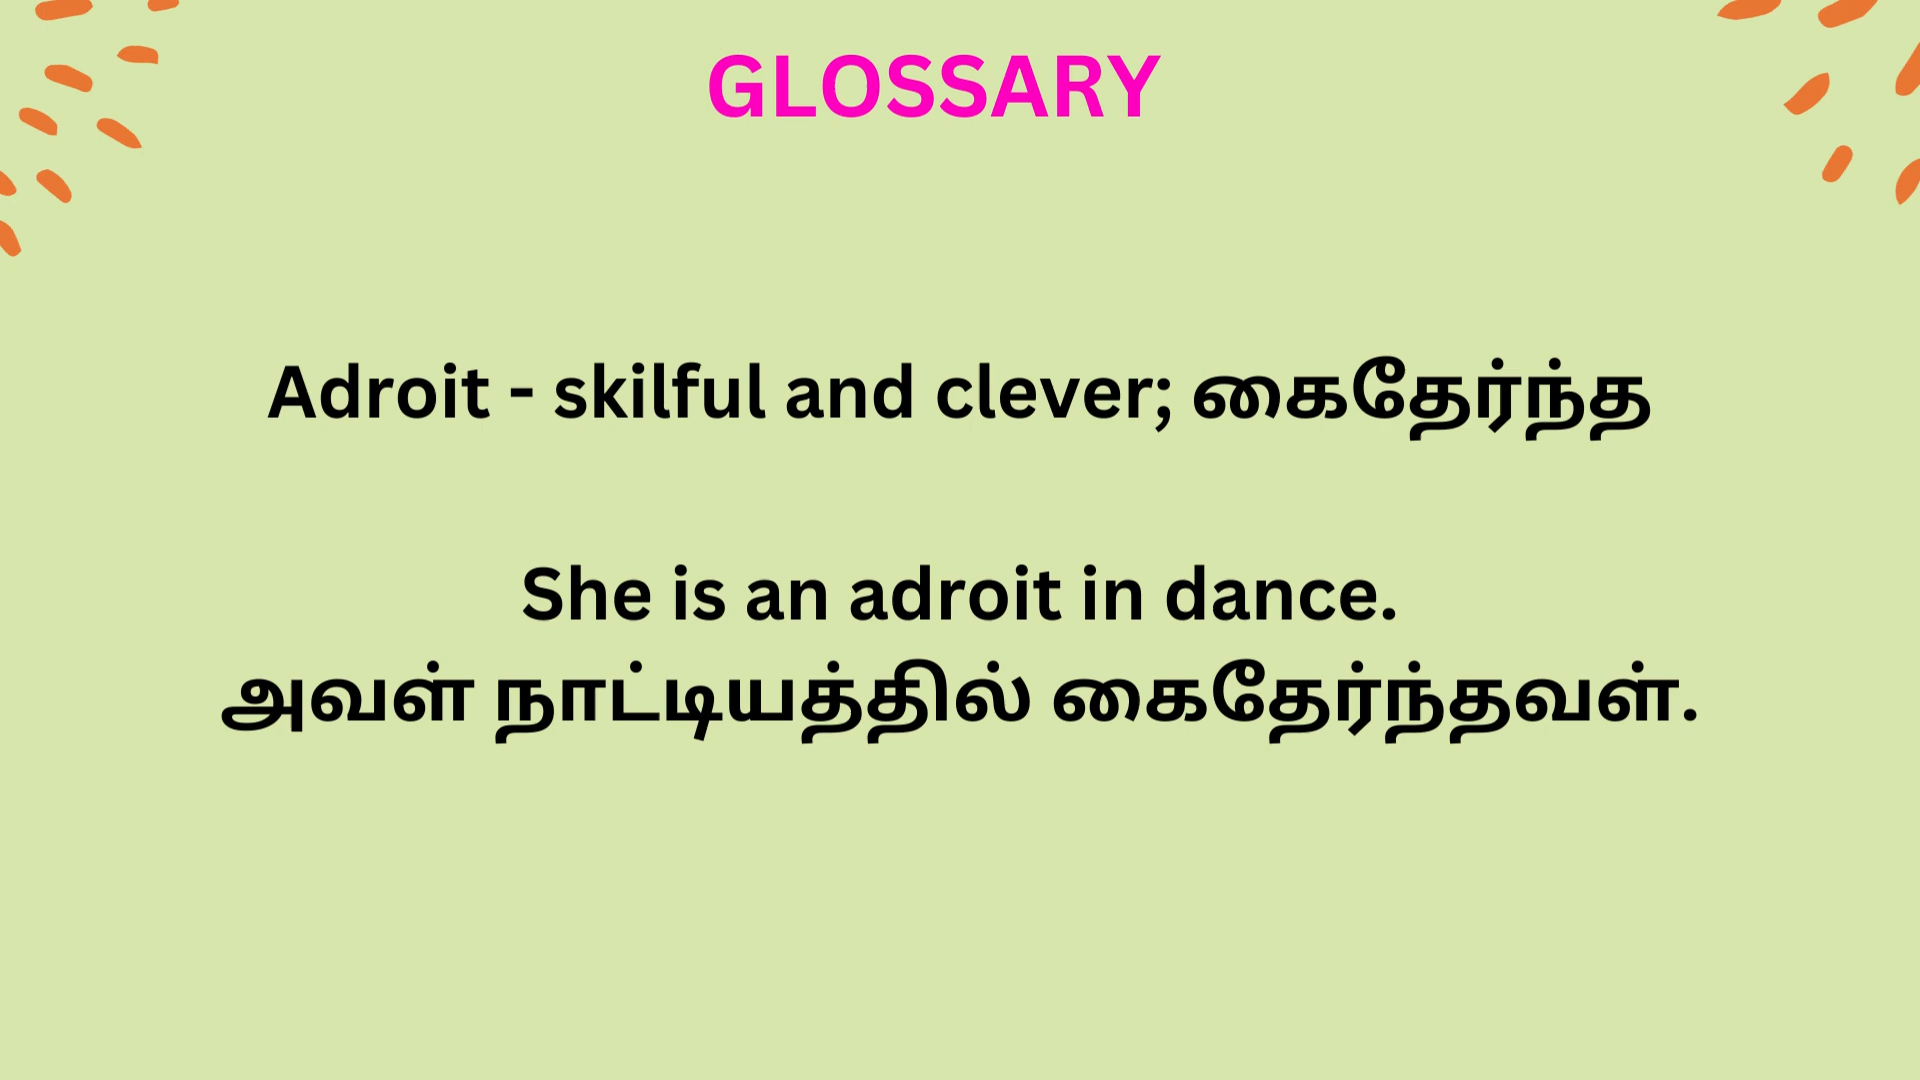 GLOSSARY
Adroit - skilful and clever; கைதேர்ந்த
She is an adroit in dance.
அவள் நாட்டியத்தில் கைதேர்ந்தவள்.